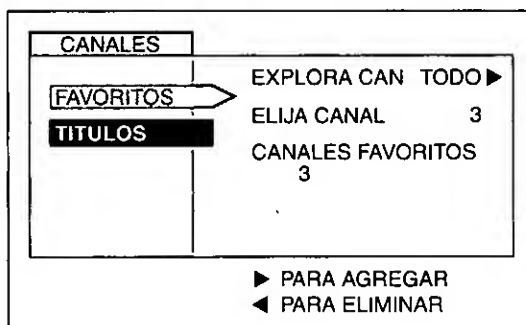 CANALES
FAVORITOS
TITULOS
EXPLORA CAN TODO ▶
ELIJA CANAL 3
CANALES FAVORITOS
3
▶ PARA AGREGAR
◀ PARA ELIMINAR